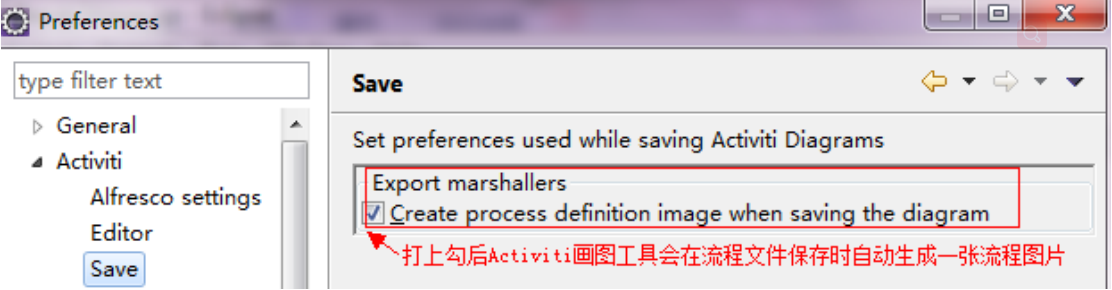 Preferences
type filter text
Save
General
Set preferences used while saving Activiti Diagrams
Activiti
Export marshallers
Alfresco settings
Create process definition image when saving the diagram
Editor
打上勾后Activiti画图工具会在流程文件保存时自动生成一张流程图片
Save